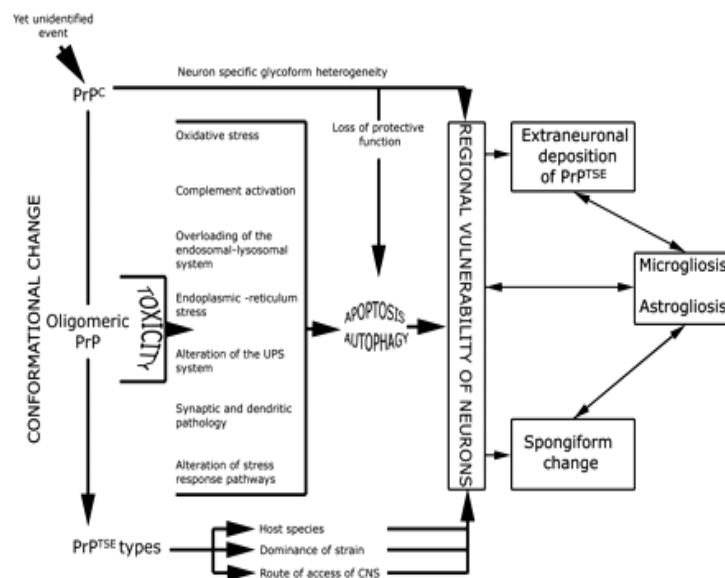 Yet unidentified
event
PrPC
Neuron specific glycoform heterogeneity
Oxidative stress
Loss of protective
function
Complement activation
Overloading of the
endosomal-lysosomal
system
CONFORMATIONAL CHANGE
Oligomeric
PrP
TOXICITY
Endoplasmic -reticulum
stress
Alteration of the UPS
system
Synaptic and dendritic
pathology
Alteration of stress
response pathways
APOPTOSIS
AUTOPHAGY
REGIONAL VULNERABILITY OF NEURONS
Extraneuronal
deposition
of PrPTSE
Microgliosis
Astrogliosis
Spongiform
change
PrPTSE types
Host species
Dominance of strain
Route of access of CNS